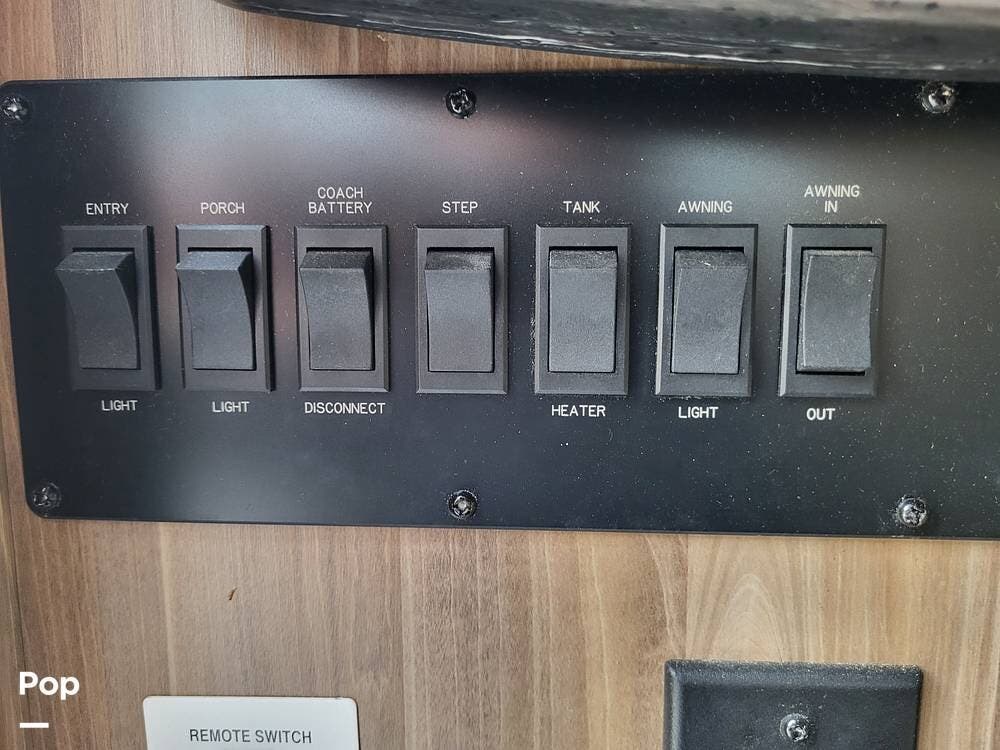 ENTRY
LIGHT
PORCH
LIGHT
COACH
BATTERY
DISCONNECT
STEP
TANK
HEATER
AWNING
LIGHT
AWNING
IN
OUT
Pop
REMOTE SWITCH